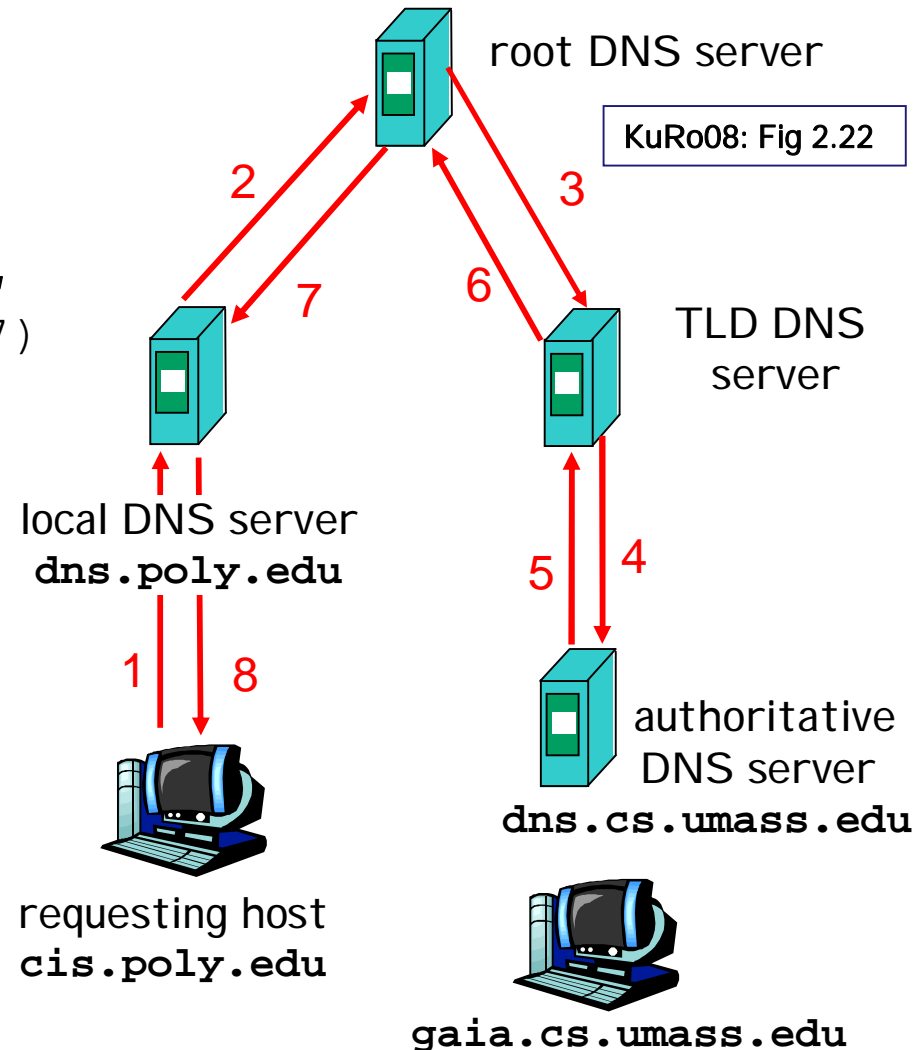 root DNS server
KuRo08: Fig 2.22
2
3
7
6
7 )
TLD DNS
server
local DNS server
dns.poly.edu
5
4
1
8
authoritative
DNS server
dns.cs.umass.edu
requesting host
cis.poly.edu
gaia.cs.umass.edu